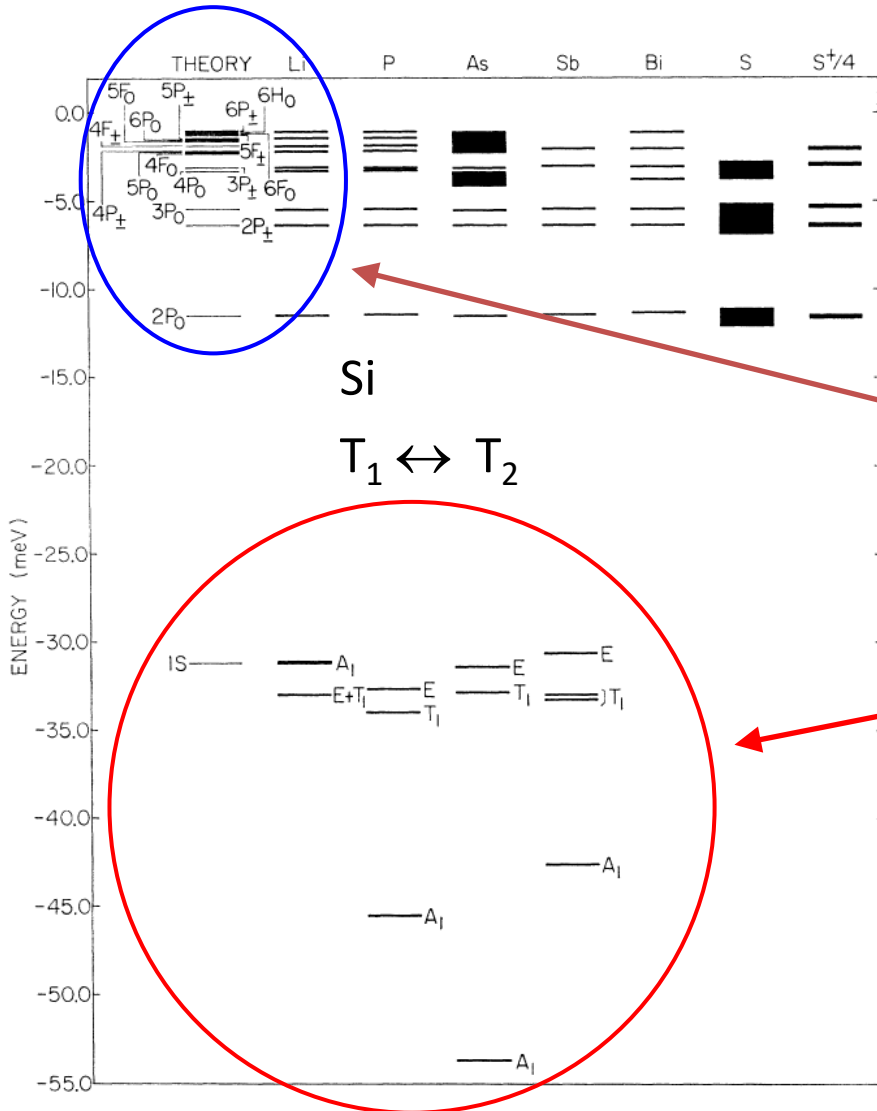 THEORY Li P As Sb Bi S S⁺/4
5F₀ 5P± 6P± 6H₀
0.0
6P₀
4F± 5F±
4F₀
5P₀ 4P₀ 3P± 6F₀
-5.0
4P± 3P₀ 2P±
-10.0
2P₀
Si
-15.0
T₁ ↔ T₂
-20.0
-25.0
ENERGY (meV)
-30.0
1S A₁ E E E
E+T₁ T₁ T₁ }T₁
-35.0
-40.0
A₁
-45.0
A₁
-50.0
A₁
-55.0